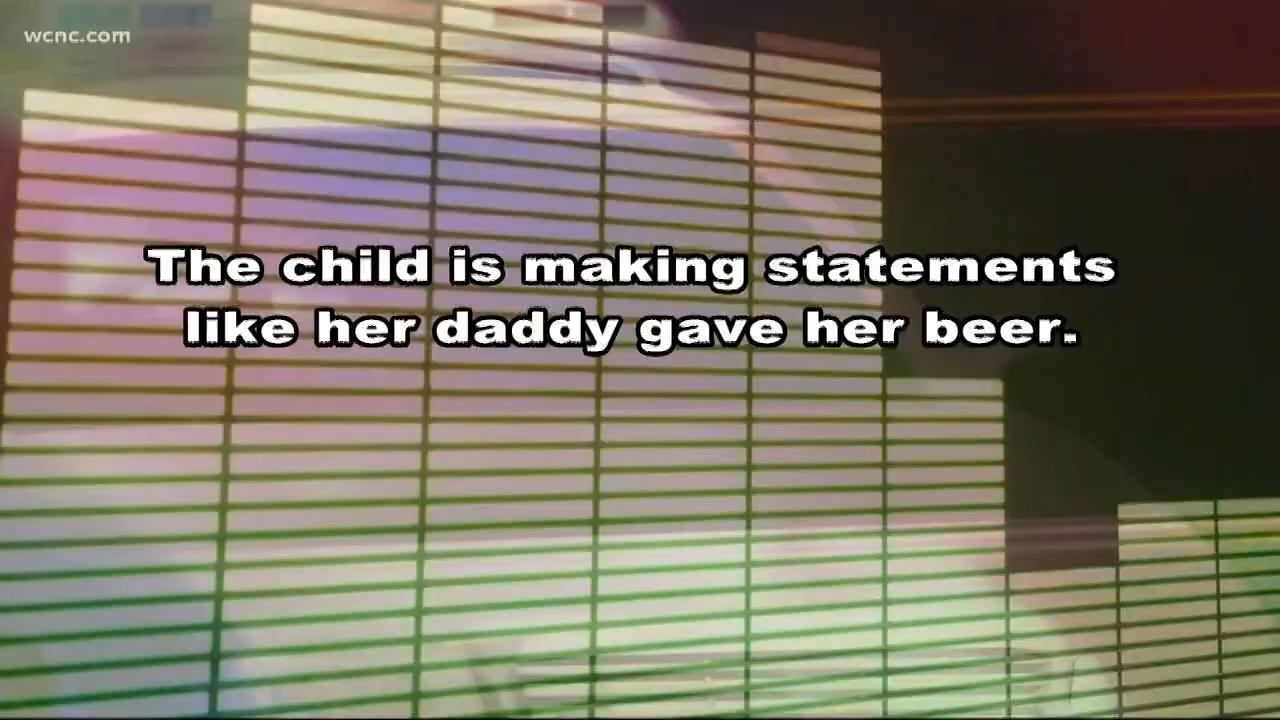 wcnc.com
The child is making statements
like her daddy gave her beer.